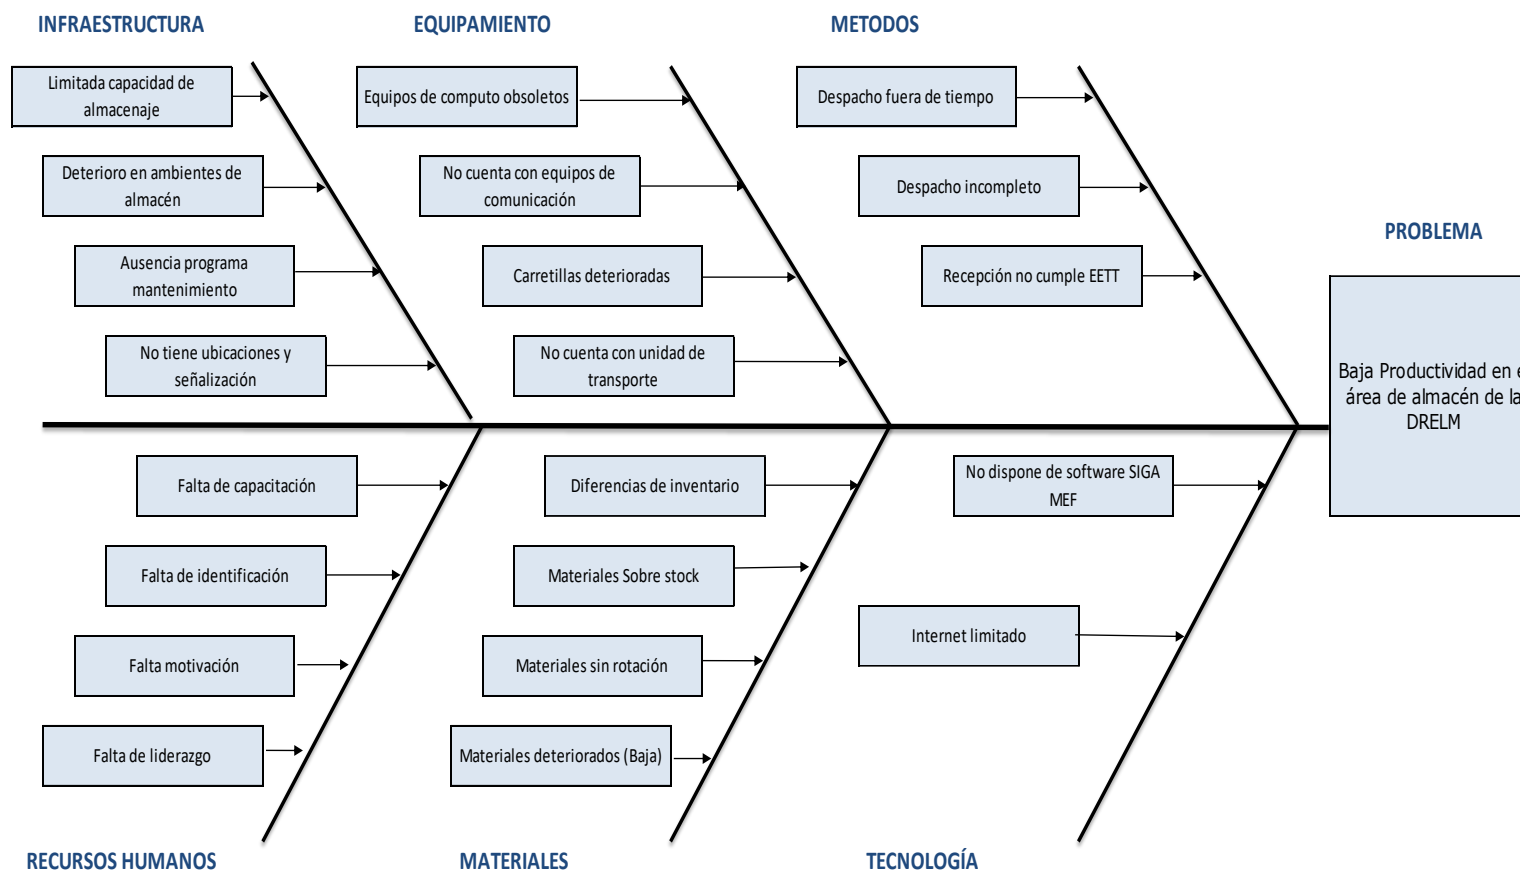 INFRAESTRUCTURA
EQUIPAMIENTO
METODOS
Limitada capacidad de
almacenaje
Equipos de computo obsoletos
Despacho fuera de tiempo
Deterioro en ambientes de
almacén
No cuenta con equipos de
comunicación
Despacho incompleto
Ausencia programa
mantenimiento
Carretillas deterioradas
Recepción no cumple EETT
No tiene ubicaciones y
señalización
No cuenta con unidad de
transporte
PROBLEMA
Baja Productividad en e
área de almacén de la
DRELM
Falta de capacitación
Diferencias de inventario
No dispone de software SIGA
MEF
Falta de identificación
Materiales Sobre stock
Internet limitado
Falta motivación
Materiales sin rotación
Falta de liderazgo
Materiales deteriorados (Baja)
RECURSOS HUMANOS
MATERIALES
TECNOLOGÍA